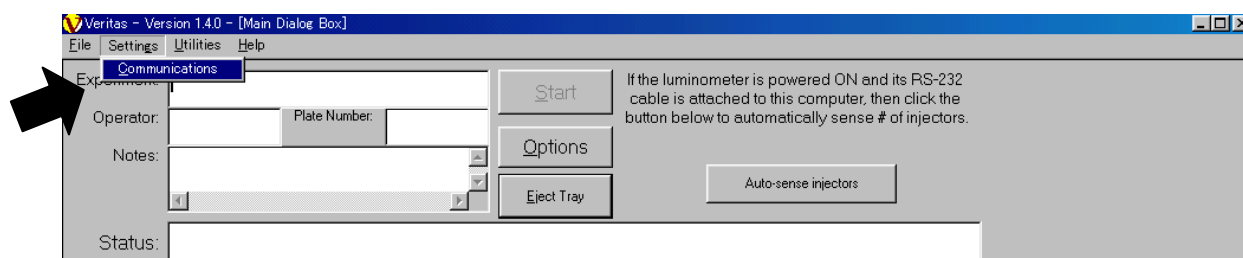 Veritas - Version 1.4.0 - [Main Dialog Box]
File Settings Utilities Help
Communications
Experiment:
Start
If the luminometer is powered ON and its RS-232
cable is attached to this computer, then click the
button below to automatically sense # of injectors.
Operator:
Plate Number:
Options
Notes:
Auto-sense injectors
Eject Tray
Status: